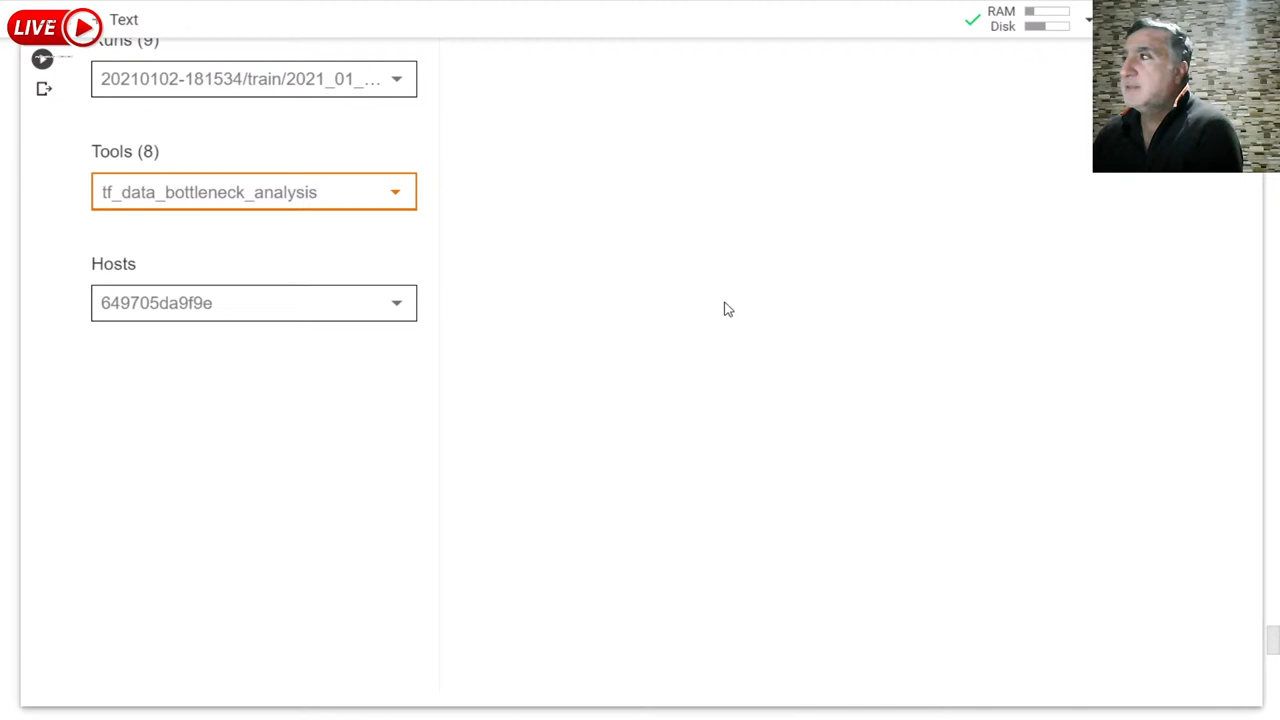 LIVE
Text
RAM
Disk
Runs (9)
20210102-181534/train/2021_01_...
Tools (8)
tf_data_bottleneck_analysis
Hosts
649705da9f9e